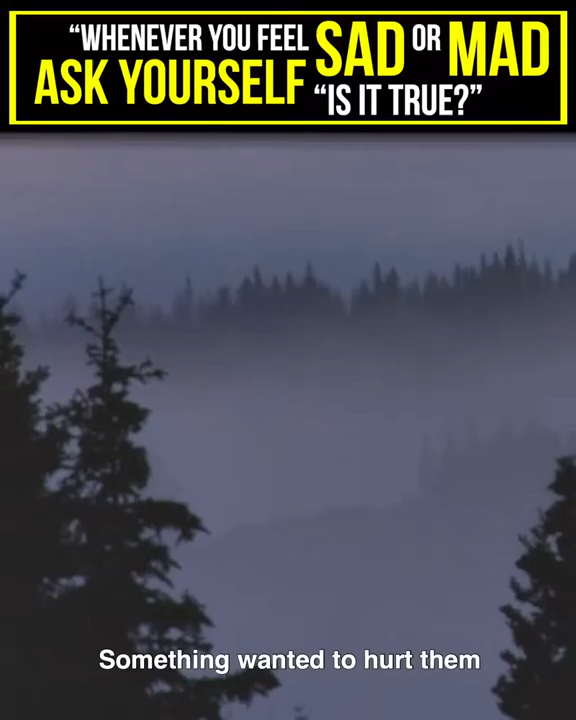 “WHENEVER YOU FEEL SAD OR MAD
ASK YOURSELF “IS IT TRUE?”
Something wanted to hurt them